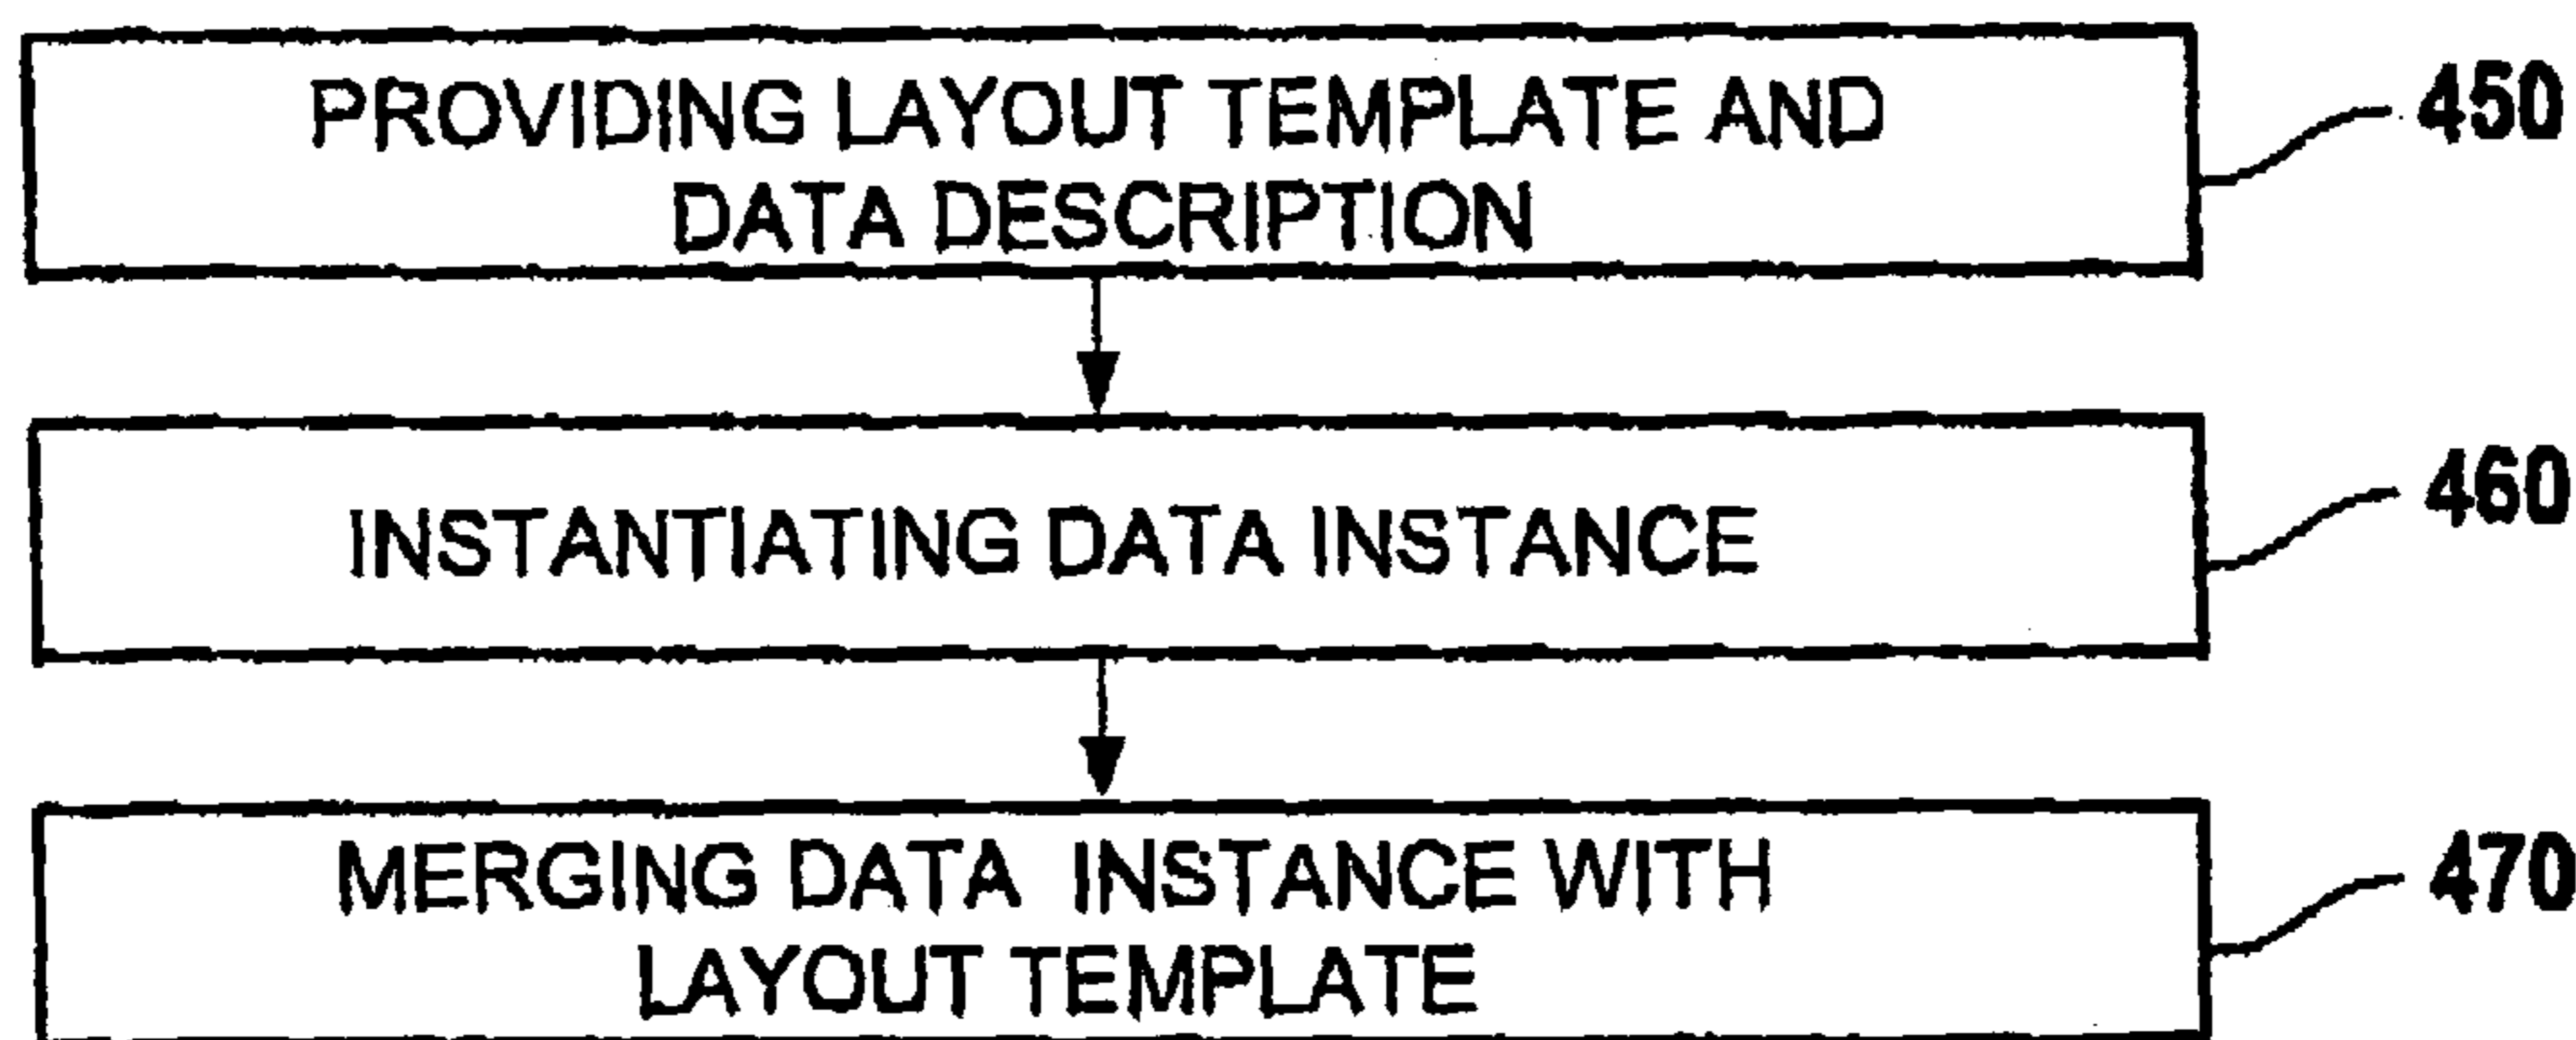 PROVIDING LAYOUT TEMPLATE AND
DATA DESCRIPTION
450
INSTANTIATING DATA INSTANCE
460
MERGING DATA INSTANCE WITH
LAYOUT TEMPLATE
470